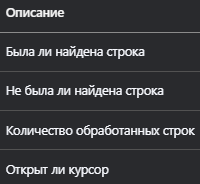 Описание
Была ли найдена строка
Не была ли найдена строка
Количество обработанных строк
Открыт ли курсор